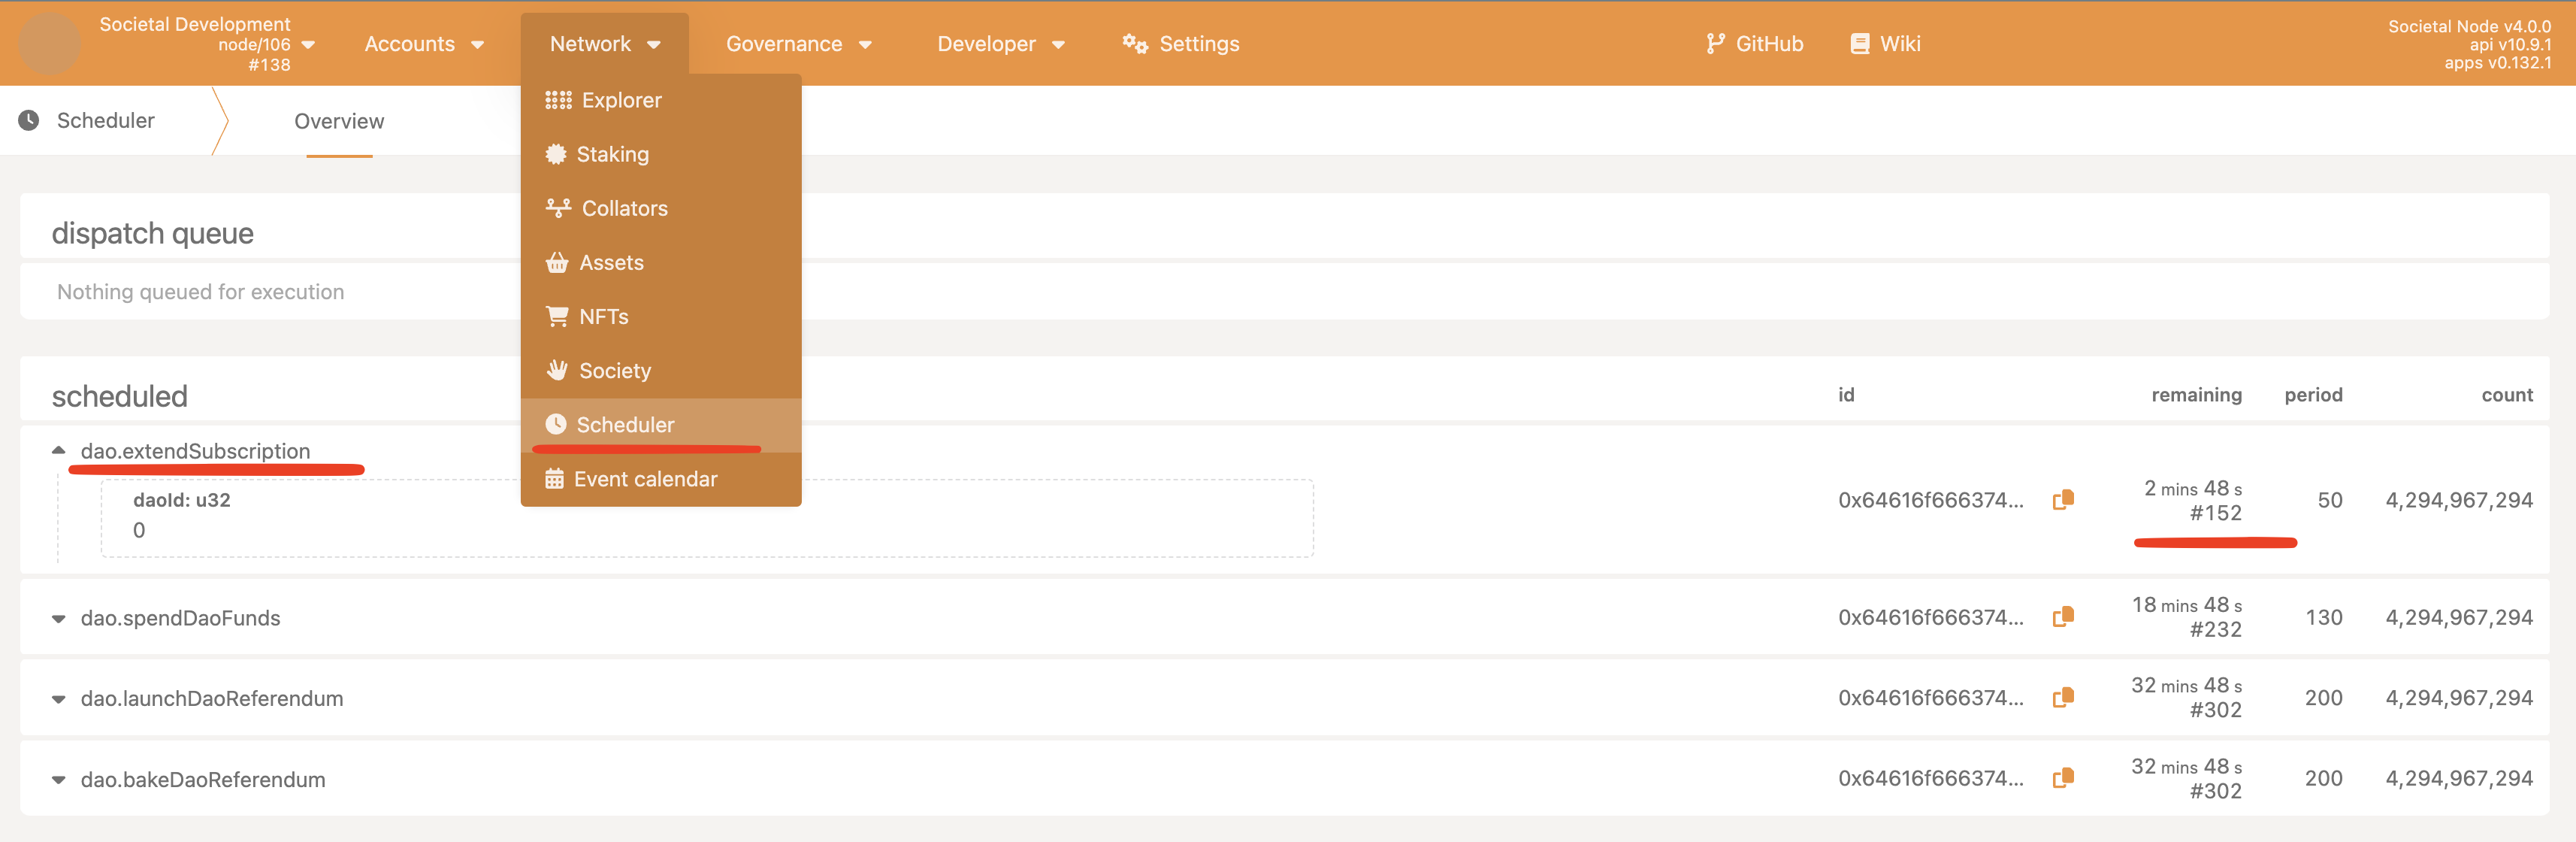 Societal Development
node/106
#138
Accounts
Network
Governance
Developer
Settings
GitHub
Wiki
Societal Node v4.0.0
api v10.9.1
apps v0.132.1
Scheduler
Overview
Explorer
Staking
Collators
Assets
NFTs
Society
Scheduler
Event calendar
dispatch queue
Nothing queued for execution
scheduled id remaining period count
dao.extendSubscription
daoId: u32
0
0x64616f666374...
2 mins 48 s
#152
50
4,294,967,294
dao.spendDaoFunds
0x64616f666374...
18 mins 48 s
#232
130
4,294,967,294
dao.launchDaoReferendum
0x64616f666374...
32 mins 48 s
#302
200
4,294,967,294
dao.bakeDaoReferendum
0x64616f666374...
32 mins 48 s
#302
200
4,294,967,294